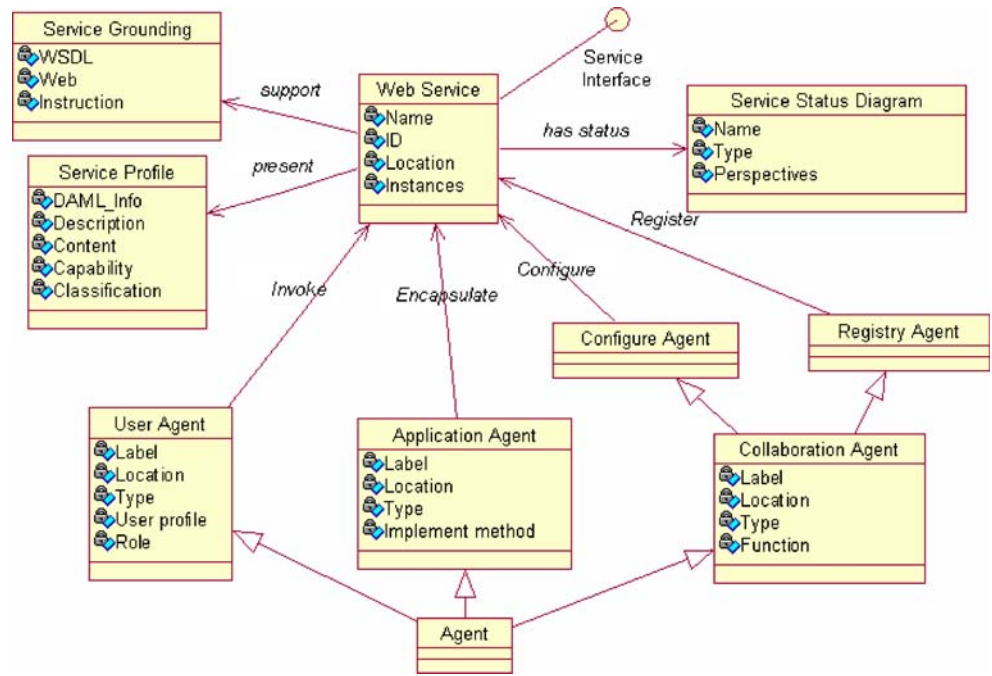 Service Grounding
WSDL
Web
Instruction
support
Web Service
Name
ID
Location
Instances
Service
Interface
has status
Service Status Diagram
Name
Type
Perspectives
present
Service Profile
DAML_Info
Description
Content
Capability
Classification
Register
Configure
Invoke
Encapsulate
Configure Agent
Registry Agent
User Agent
Label
Location
Type
User profile
Role
Application Agent
Label
Location
Type
Implement method
Collaboration Agent
Label
Location
Type
Function
Agent